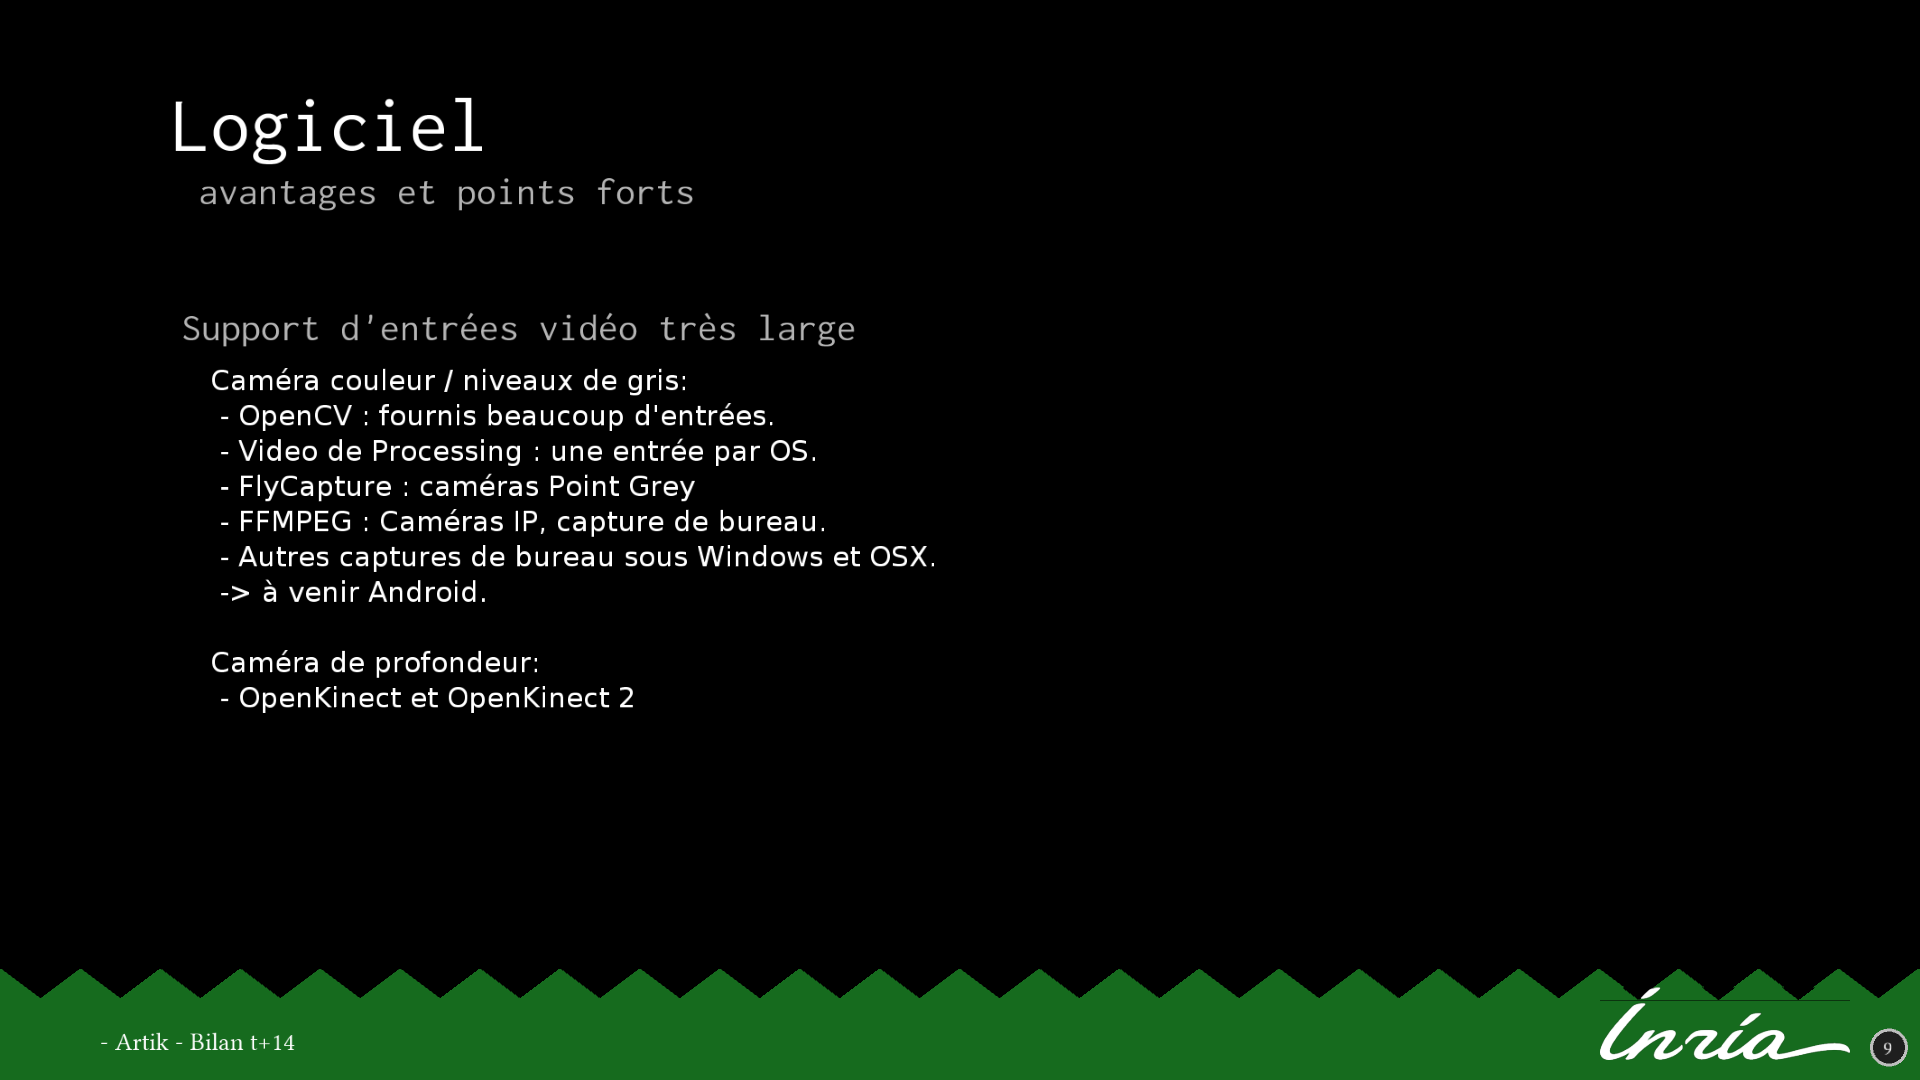 Logiciel
avantages et points forts
Support d'entrées vidéo très large
Caméra couleur / niveaux de gris:
- OpenCV : fournis beaucoup d'entrées.
- Video de Processing : une entrée par OS.
- FlyCapture : caméras Point Grey
- FFMPEG : Caméras IP, capture de bureau.
- Autres captures de bureau sous Windows et OSX.
-> à venir Android.
Caméra de profondeur:
- OpenKinect et OpenKinect 2
- Artik - Bilan t+14
Inría
9